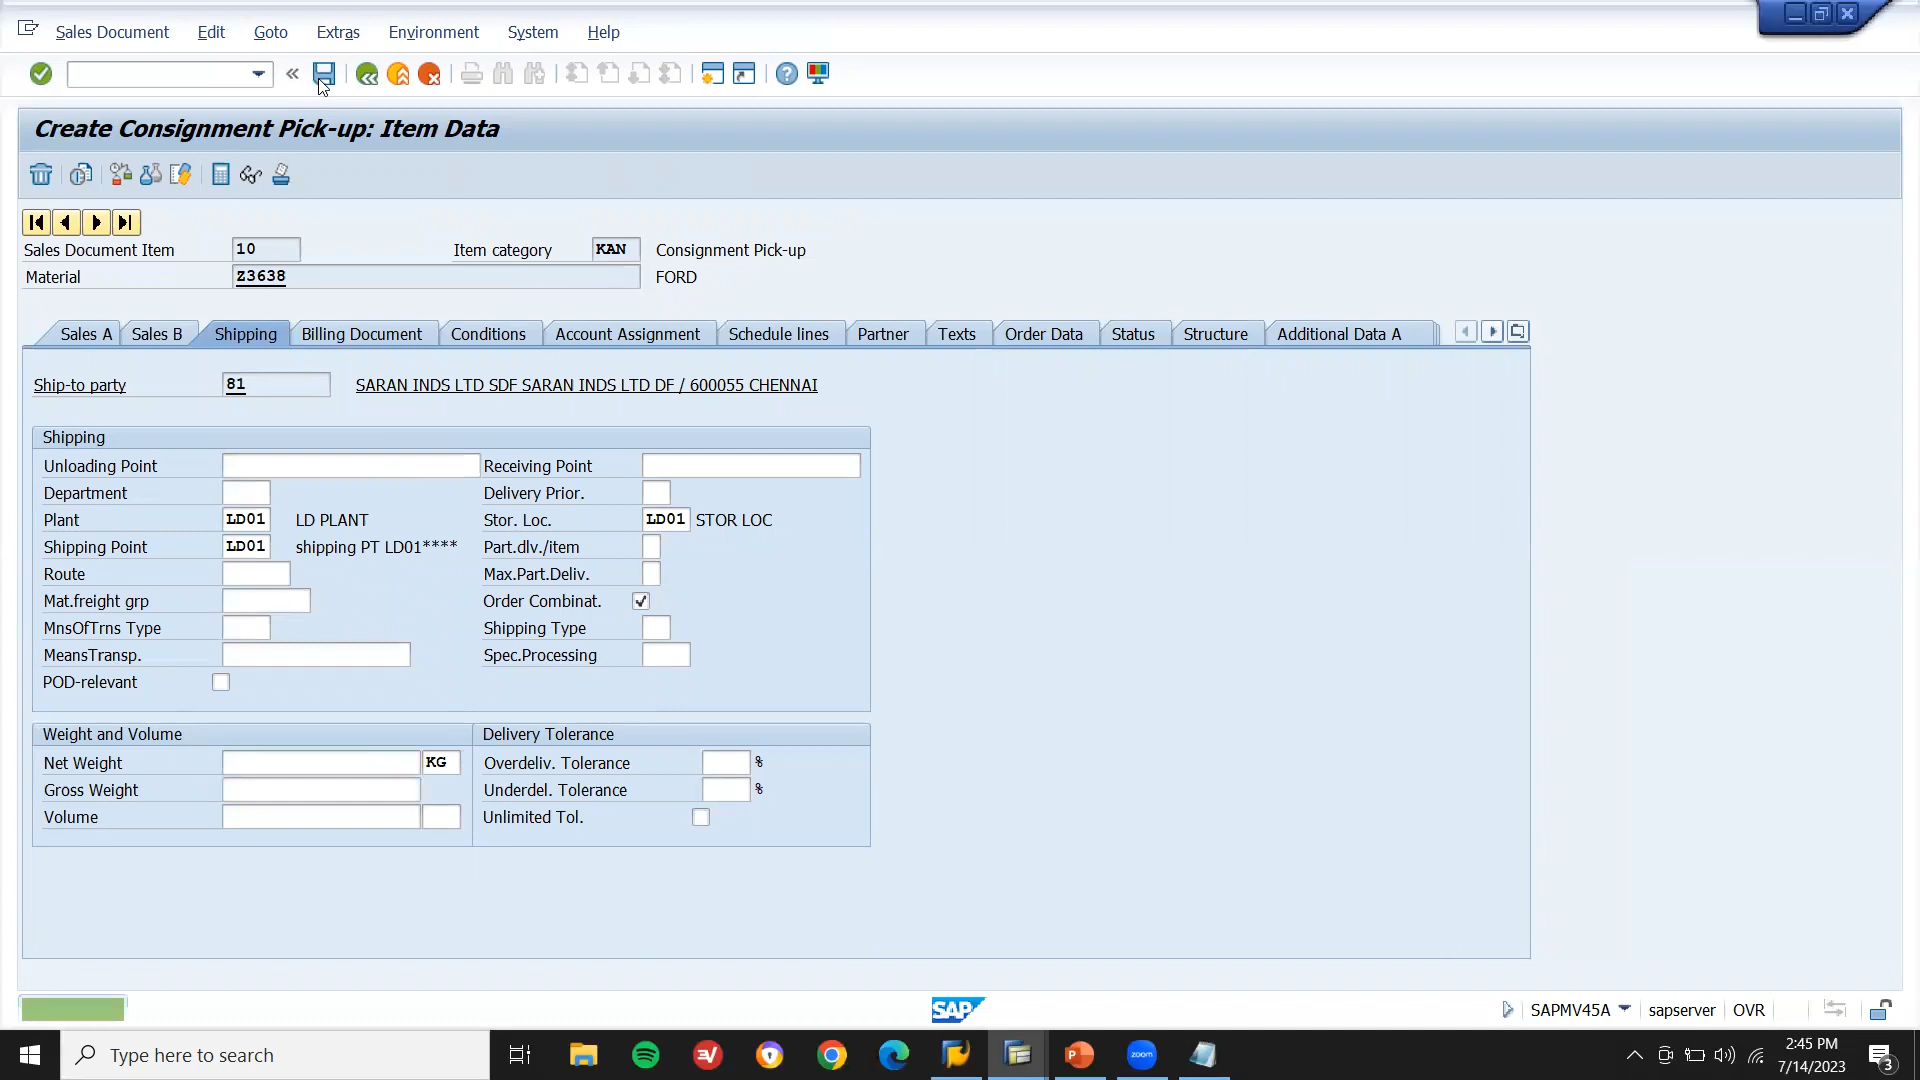 Sales Document Edit Goto Extras Environment System Help
Create Consignment Pick-up: Item Data
Sales Document Item 10 Item category KAN Consignment Pick-up
Material Z3638 FORD
Sales A Sales B Shipping Billing Document Conditions Account Assignment Schedule lines Partner Texts Order Data Status Structure Additional Data A
Ship-to party 81 SARAN INDS LTD SDF SARAN INDS LTD DF / 600055 CHENNAI
Shipping
Unloading Point Receiving Point
Department Delivery Prior.
Plant LD01 LD PLANT Stor. Loc. LD01 STOR LOC
Shipping Point LD01 shipping PT LD01**** Part.dlv./item
Route Max.Part.Deliv.
Mat.freight grp Order Combinat.
MnsOfTrns Type Shipping Type
MeansTransp. Spec.Processing
POD-relevant
Weight and Volume Delivery Tolerance
Net Weight KG Overdeliv. Tolerance %
Gross Weight Underdel. Tolerance %
Volume Unlimited Tol.
SAP SAPMV45A sapserver OVR
Type here to search EV P zoom 2:45 PM
7/14/2023 3